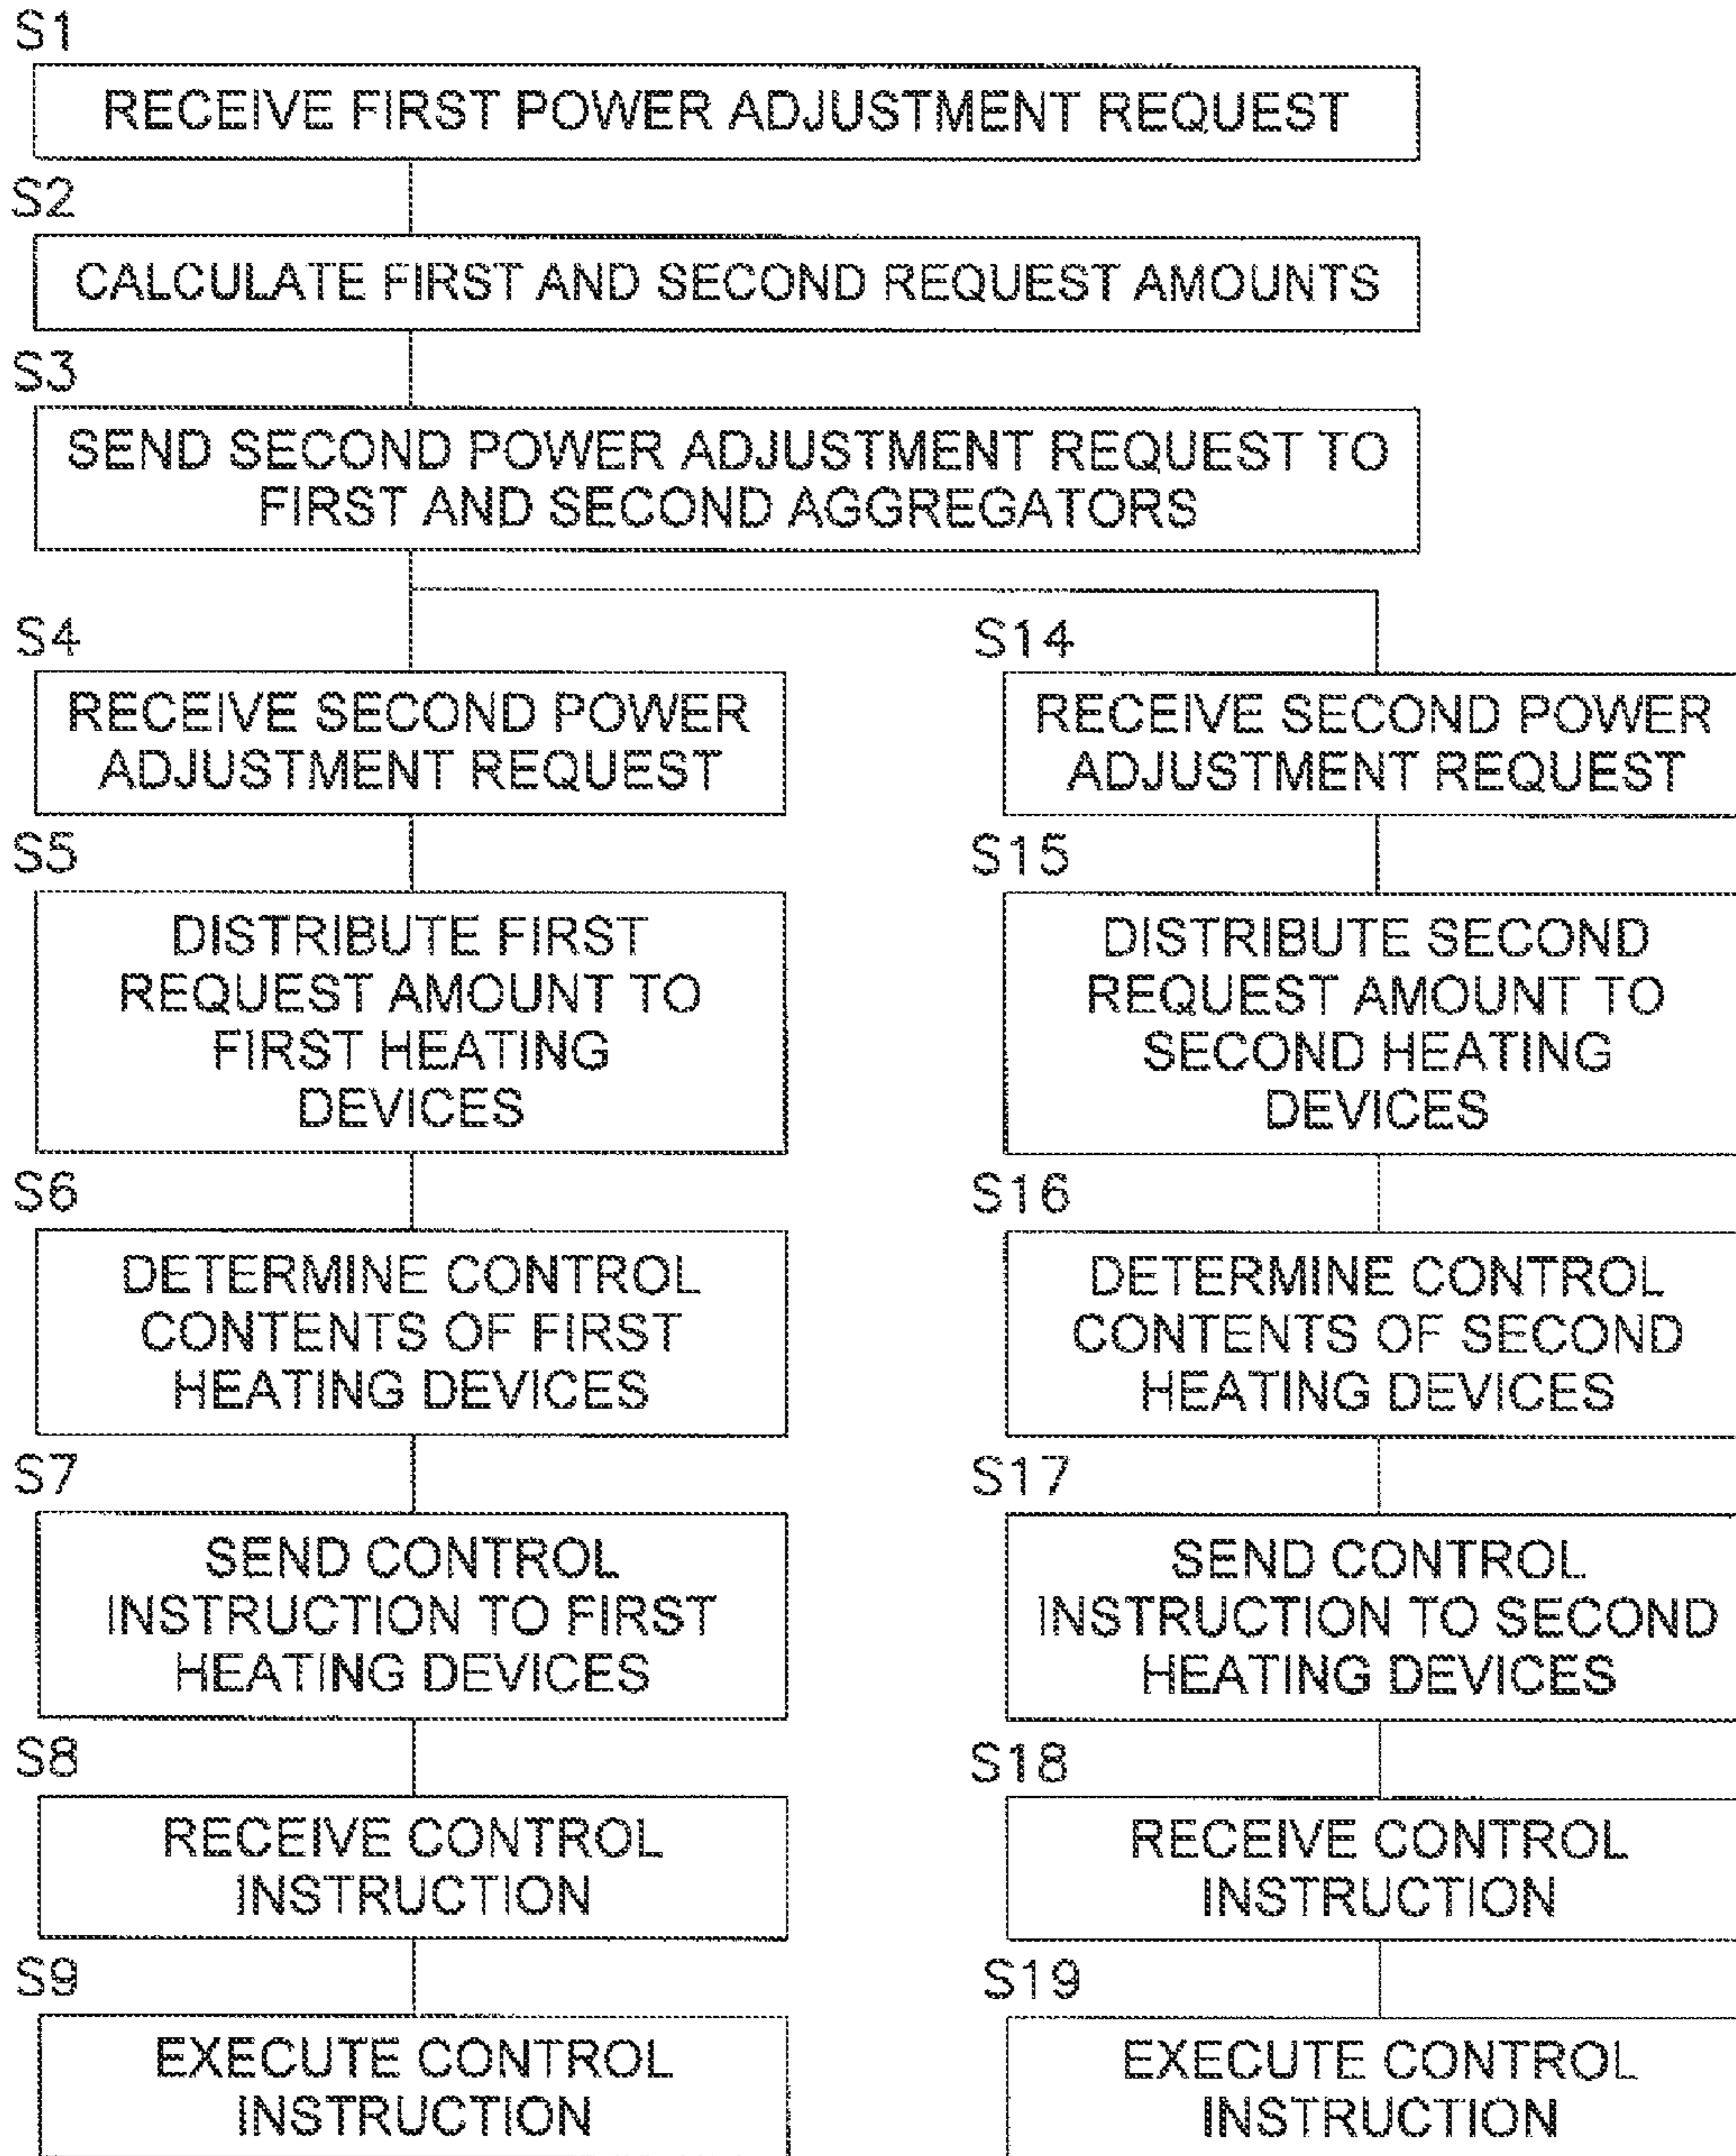 S1
RECEIVE FIRST POWER ADJUSTMENT REQUEST
S2
CALCULATE FIRST AND SECOND REQUEST AMOUNTS
S3
SEND SECOND POWER ADJUSTMENT REQUEST TO
FIRST AND SECOND AGGREGATORS
S4
RECEIVE SECOND POWER
ADJUSTMENT REQUEST
S5
DISTRIBUTE FIRST
REQUEST AMOUNT TO
FIRST HEATING
DEVICES
S6
DETERMINE CONTROL
CONTENTS OF FIRST
HEATING DEVICES
S7
SEND CONTROL
INSTRUCTION TO FIRST
HEATING DEVICES
S8
RECEIVE CONTROL
INSTRUCTION
S9
EXECUTE CONTROL
INSTRUCTION
S14
RECEIVE SECOND POWER
ADJUSTMENT REQUEST
S15
DISTRIBUTE SECOND
REQUEST AMOUNT TO
SECOND HEATING
DEVICES
S16
DETERMINE CONTROL
CONTENTS OF SECOND
HEATING DEVICES
S17
SEND CONTROL
INSTRUCTION TO SECOND
HEATING DEVICES
S18
RECEIVE CONTROL
INSTRUCTION
S19
EXECUTE CONTROL
INSTRUCTION